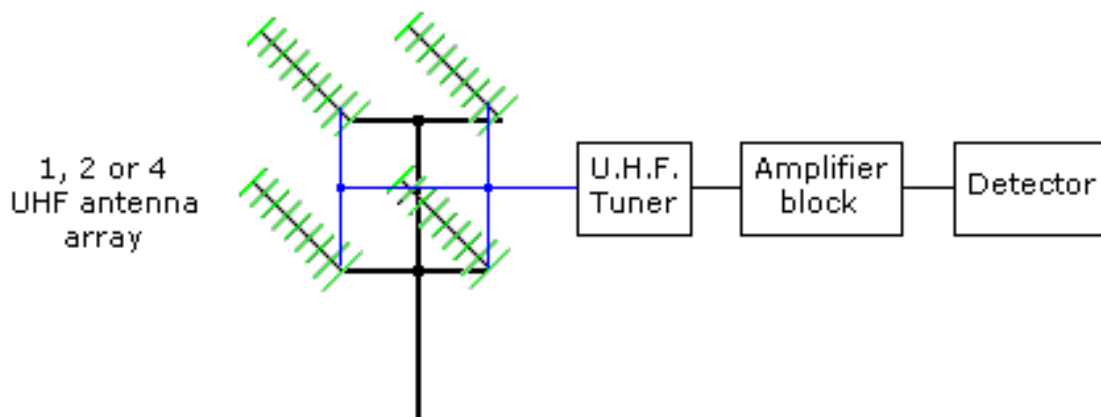 1, 2 or 4
UHF antenna
array
U.H.F.
Tuner
Amplifier
block
Detector